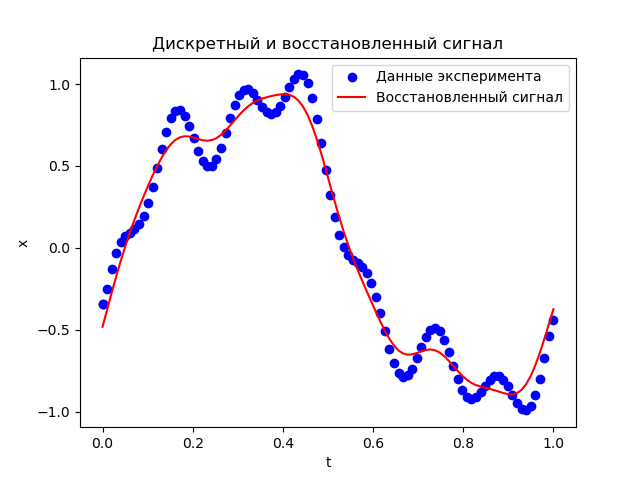 Дискретный и восстановленный сигнал
Данные эксперимента
Восстановленный сигнал
1.0
0.5
0.0
−0.5
−1.0
x
0.0 0.2 0.4 0.6 0.8 1.0
t